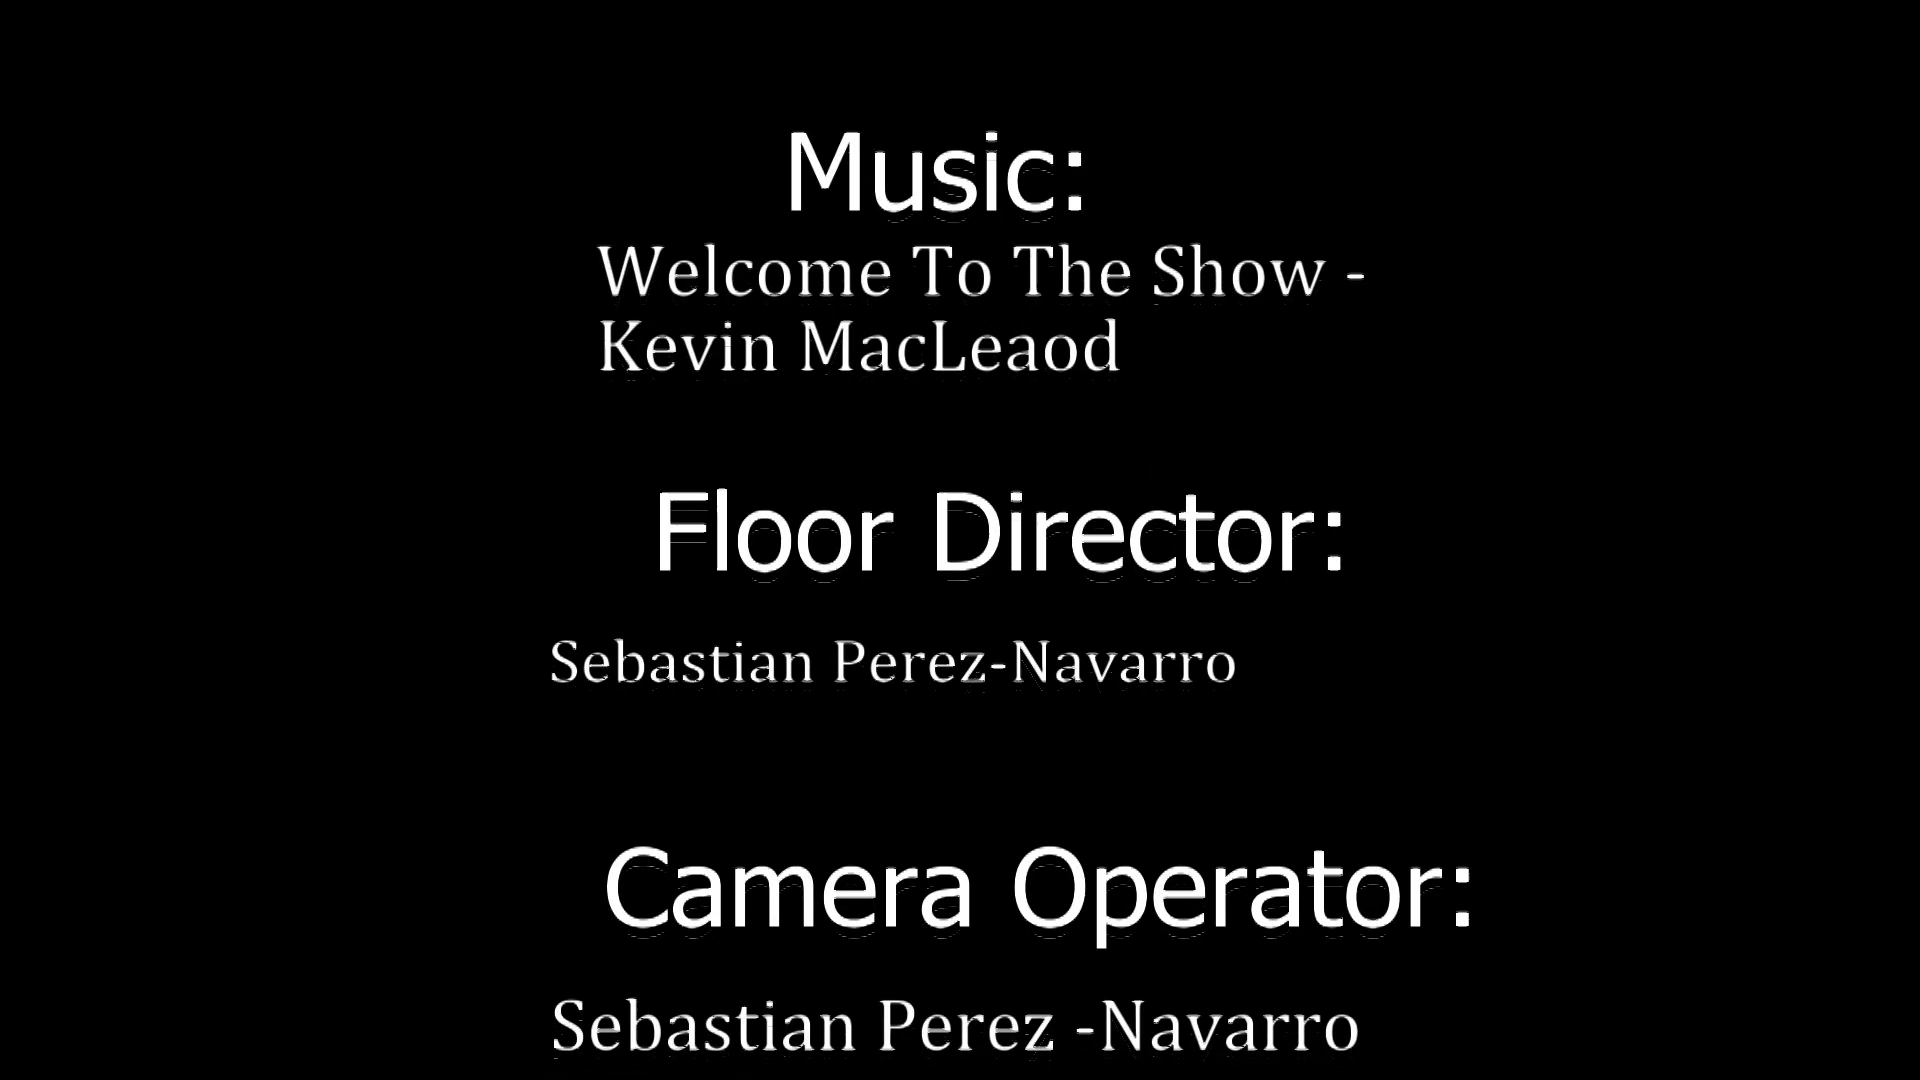 Music:
Welcome To The Show -
Kevin MacLeaod
Floor Director:
Sebastian Perez-Navarro
Camera Operator:
Sebastian Perez -Navarro